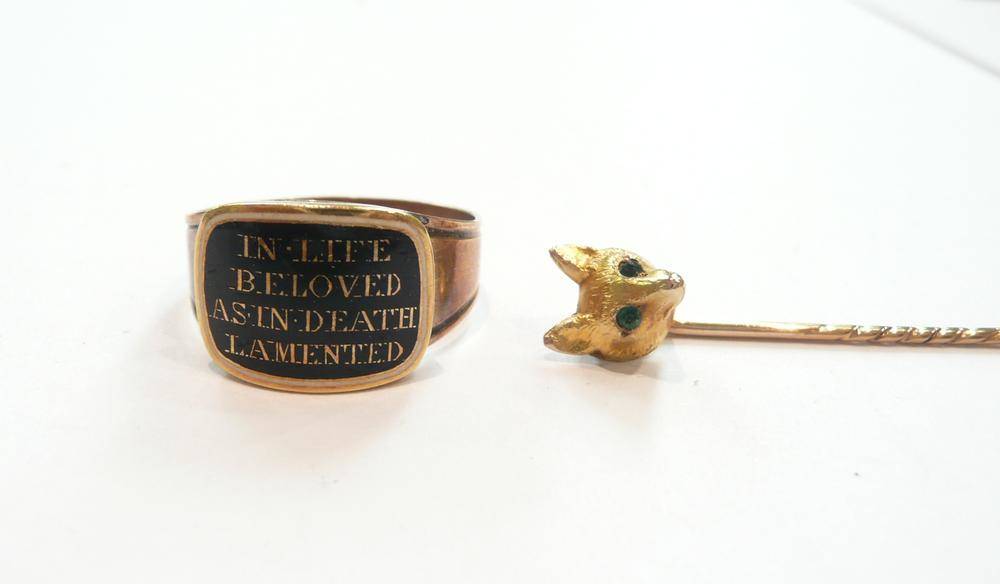 IN·LIFE
BELOVED
AS·IN·DEATH
LAMENTED